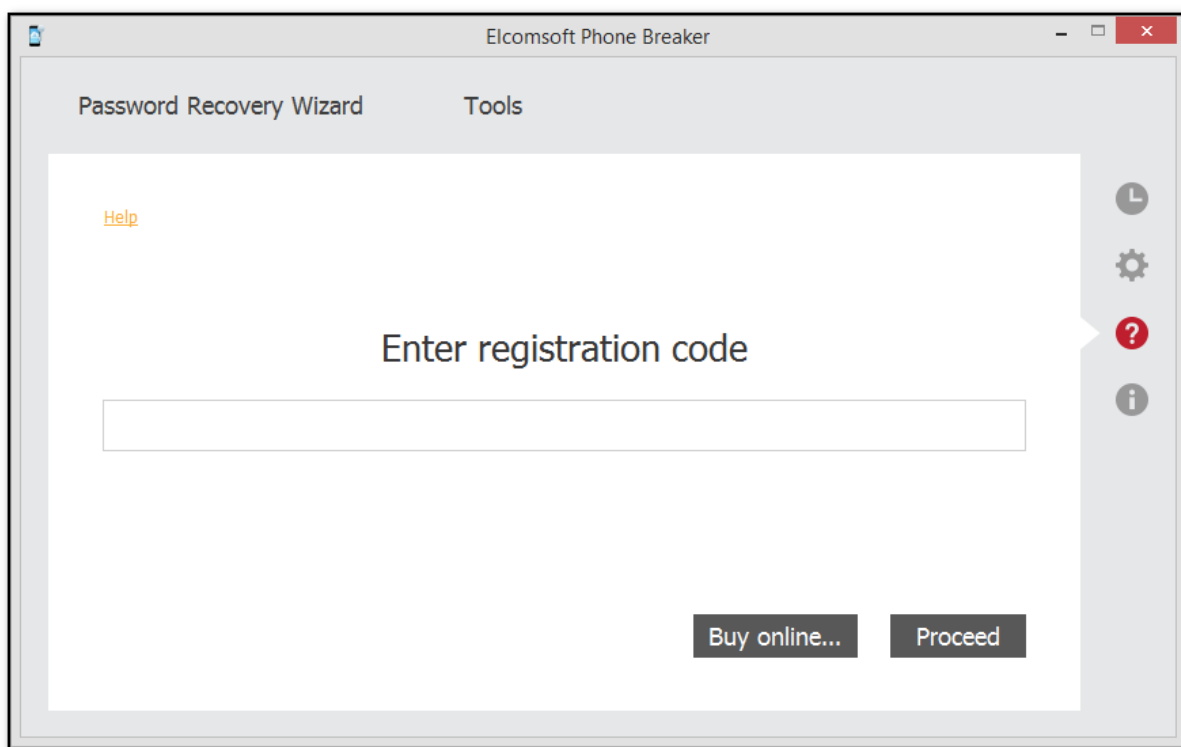 Elcomsoft Phone Breaker
Password Recovery Wizard Tools
Help
Enter registration code
Buy online... Proceed